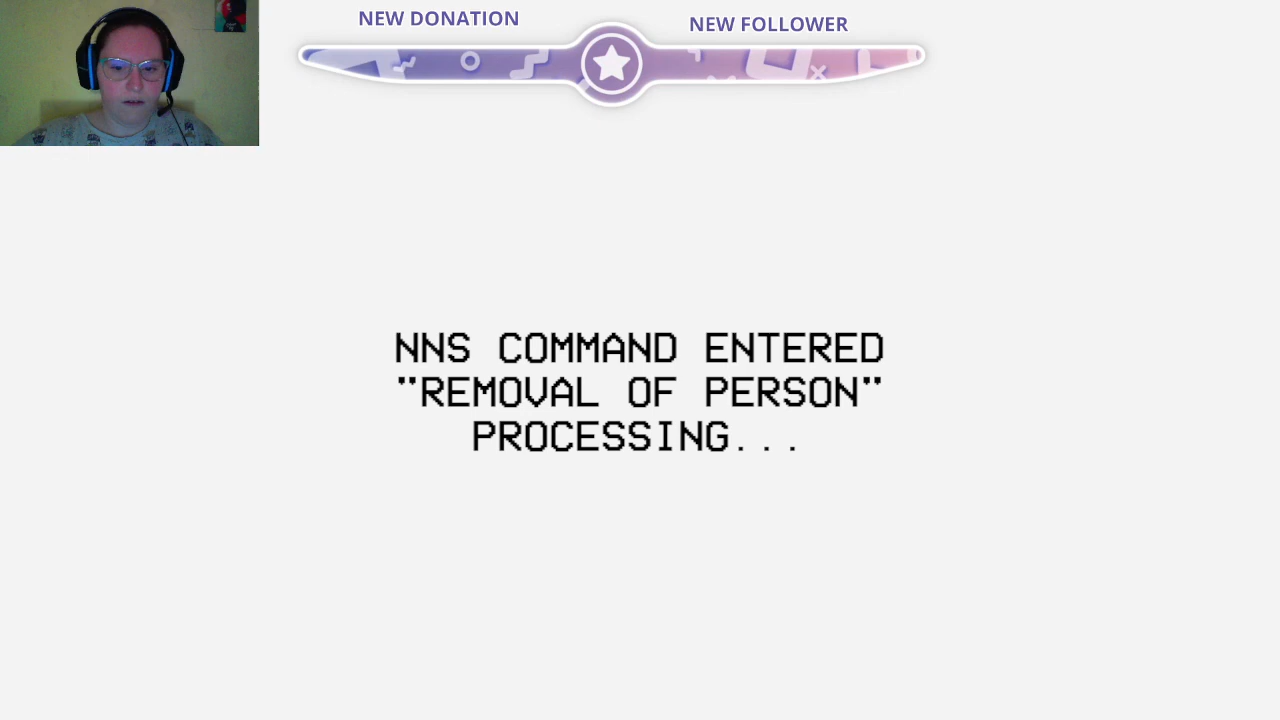 NEW DONATION
NEW FOLLOWER
NNS COMMAND ENTERED
"REMOVAL OF PERSON"
PROCESSING...